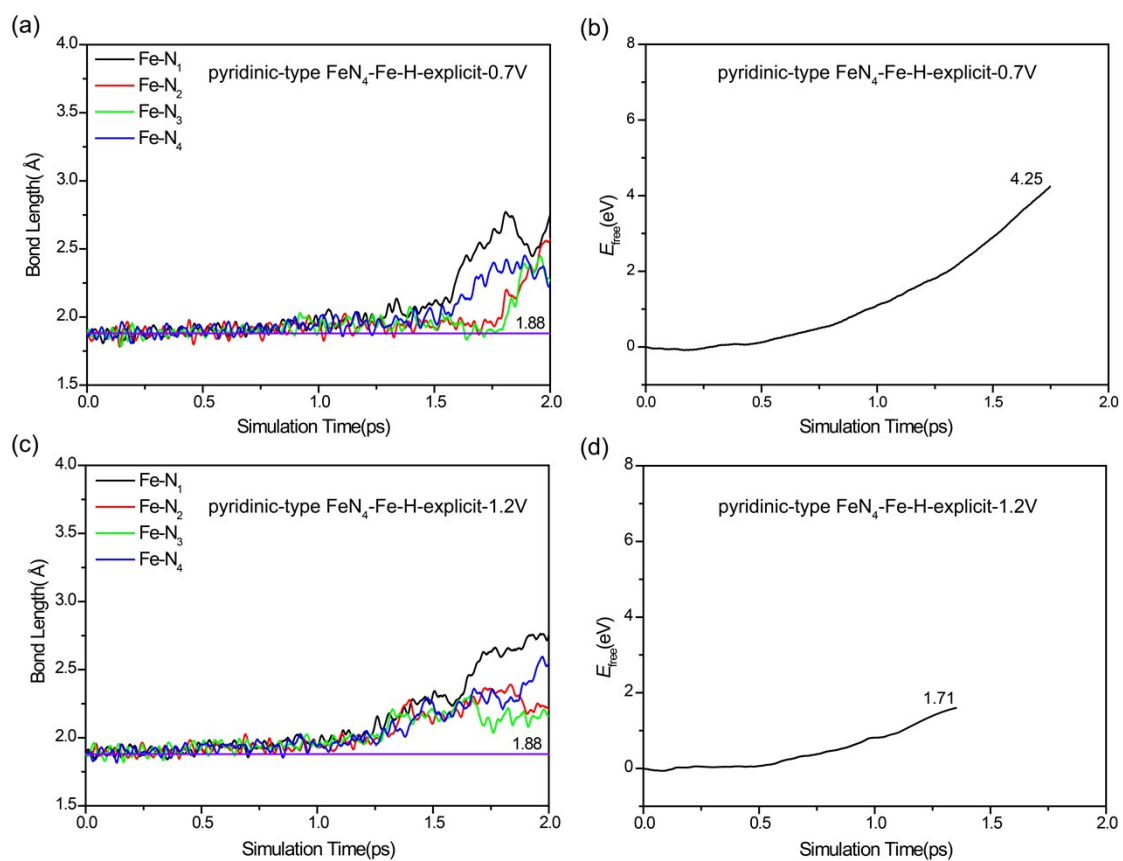 (a)
4.0
3.5
3.0
2.5
2.0
1.5
Bond Length( Å)
Fe-N₁
Fe-N₂
Fe-N₃
Fe-N₄
pyridinic-type FeN₄-Fe-H-explicit-0.7V
1.88
0.0 0.5 1.0 1.5 2.0
Simulation Time(ps)
(b)
8
6
4
2
0
E_free(eV)
pyridinic-type FeN₄-Fe-H-explicit-0.7V
4.25
0.0 0.5 1.0 1.5 2.0
Simulation Time(ps)
(c)
4.0
3.5
3.0
2.5
2.0
1.5
Bond Length( Å)
Fe-N₁
Fe-N₂
Fe-N₃
Fe-N₄
pyridinic-type FeN₄-Fe-H-explicit-1.2V
1.88
0.0 0.5 1.0 1.5 2.0
Simulation Time(ps)
(d)
8
6
4
2
0
E_free(eV)
pyridinic-type FeN₄-Fe-H-explicit-1.2V
1.71
0.0 0.5 1.0 1.5 2.0
Simulation Time(ps)